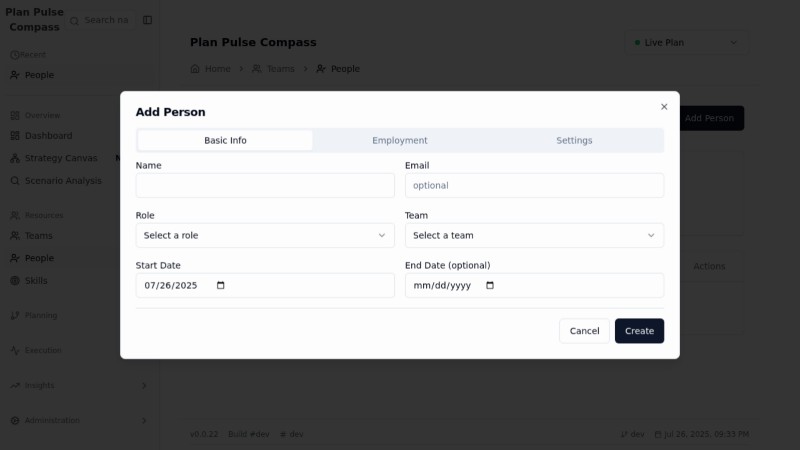 Plan Pulse
Compass
Search na
Recent
People
Overview
Dashboard
Strategy Canvas
Scenario Analysis
Resources
Teams
People
Skills
Planning
Execution
Insights
Administration
Plan Pulse Compass
Live Plan
Home > Teams > People
Add Person
Actions
Add Person
Basic Info Employment Settings
Name Email
optional
Role Team
Select a role Select a team
Start Date End Date (optional)
07/26/2025 mm/dd/yyyy
Cancel Create
v0.0.22 Build #dev # dev dev Jul 26, 2025, 09:33 PM